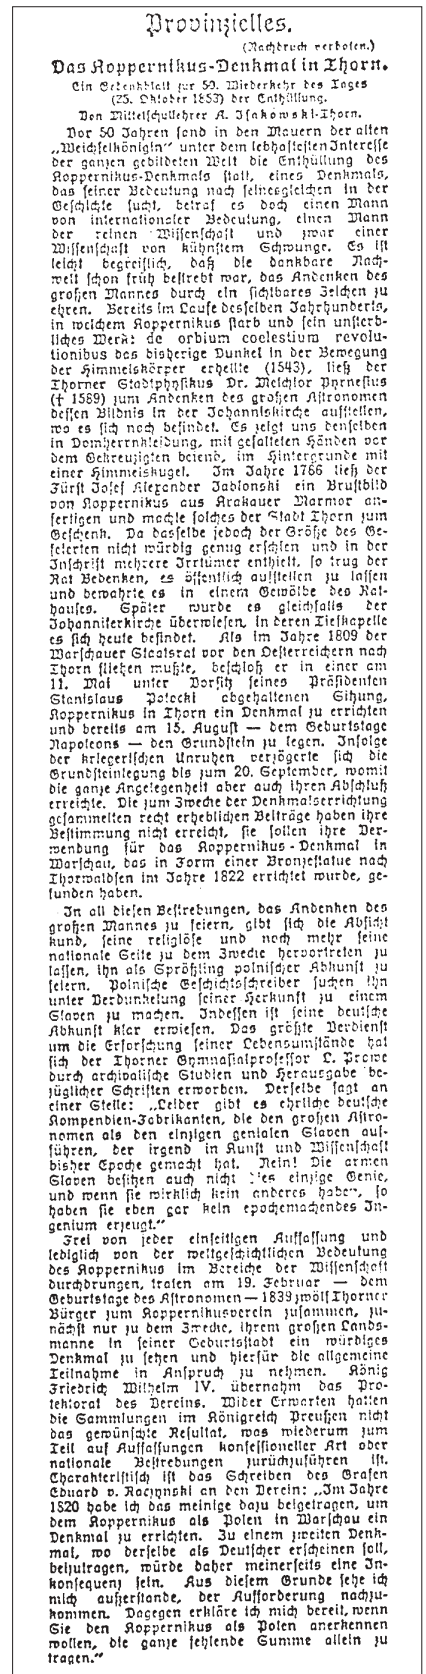 Provinzielles.
(Nachdruck verboten.)
Das Koppernikus-Denkmal in Thorn.
Ein Gedenkblatt zur 50. Wiederkehr des Tages
(25. Oktober 1853) der Enthüllung.
Von Mittelschullehrer A. Isakowski-Thorn.
Vor 50 Jahren fand in den Mauern der alten
„Weichselkönigin“ unter dem lebhaftesten Interesse
der ganzen gebildeten Welt die Enthüllung des
Koppernikus-Denkmals statt, eines Denkmals,
das seiner Bedeutung nach seinesgleichen in der
Geschichte sucht, betraf es doch einen Mann
von internationaler Bedeutung, einen Mann
der reinen Wissenschaft und zwar einer
Wissenschaft von kühnstem Schwunge. Es ist
leicht begreiflich, daß die dankbare Nach-
welt schon früh bestrebt war, das Andenken des
großen Mannes durch ein sichtbares Zeichen zu
ehren. Bereits im Laufe desselben Jahrhunderts,
in welchem Koppernikus starb und sein unsterb-
liches Werk: de orbium coelestium revolu-
tionibus das bisherige Dunkel in der Bewegung
der Himmelskörper erhellte (1543), ließ der
Thorner Stadtphysikus Dr. Melchior Pyrnesius
(† 1589) zum Andenken des großen Astronomen
dessen Bildnis in der Johanniskirche aufstellen,
wo es sich noch befindet. Es zeigt uns denselben
in Domherrnkleidung, mit gefalteten Händen vor
dem Gekreuzigten betend, im Hintergrunde mit
einer Himmelskugel. Im Jahre 1766 ließ der
Fürst Josef Alexander Jablonski ein Brustbild
von Koppernikus aus Krakauer Marmor an-
fertigen und machte solches der Stadt Thorn zum
Geschenk. Da dasselbe jedoch der Größe des Ge-
feierten nicht würdig genug erschien und in der
Inschrift mehrere Irrtümer enthielt, so trug der
Rat Bedenken, es öffentlich aufstellen zu lassen
und bewahrte es in einem Gewölbe des Rat-
hauses. Später wurde es gleichfalls der
Johanniterkirche überwiesen, in deren Tiefkapelle
es sich heute befindet. Als im Jahre 1809 der
Warschauer Staatsrat vor den Oesterreichern nach
Thorn fliehen mußte, beschloß er in einer am
11. Mai unter Vorsitz seines Präsidenten
Stanislaus Potocki abgehaltenen Sitzung,
Koppernikus in Thorn ein Denkmal zu errichten
und bereits am 15. August — dem Geburtstage
Napoleons — den Grundstein zu legen. Infolge
der kriegerischen Unruhen verzögerte sich die
Grundsteinlegung bis zum 20. September, womit
die ganze Angelegenheit aber auch ihren Abschluß
erreichte. Die zum Zwecke der Denkmalserrichtung
gesammelten recht erheblichen Beiträge haben ihre
Bestimmung nicht erreicht, sie sollen ihre Ver-
wendung für das Koppernikus-Denkmal in
Warschau, das in Form einer Bronzestatue nach
Thorwaldsen im Jahre 1822 errichtet wurde, ge-
funden haben.
In all diesen Bestrebungen, das Andenken des
großen Mannes zu feiern, gibt sich die Absicht
kund, seine religiöse und noch mehr seine
nationale Seite zu dem Zwecke hervortreten zu
lassen, ihn als Sprößling polnischer Abkunft zu
feiern. Polnische Geschichtsschreiber suchen ihn
unter Verdunkelung seiner Herkunft zu einem
Slaven zu machen. Indessen ist seine deutsche
Abkunft klar erwiesen. Das größte Verdienst
um die Erforschung seiner Lebensumstände hat
sich der Thorner Gymnasialprofessor L. Prowe
durch archivalische Studien und Herausgabe be-
züglicher Schriften erworben. Derselbe sagt an
einer Stelle: „Leider gibt es ehrliche deutsche
Kompendien-Fabrikanten, die den großen Astro-
nomen als den einzigen genialen Slaven auf-
führen, der irgend in Kunst und Wissenschaft
bisher Epoche gemacht hat. Nein! Die armen
Slaven besitzen auch nicht dies einzige Genie,
und wenn sie wirklich kein anderes haben, so
haben sie eben gar kein epochemachendes In-
genium erzeugt.“
Frei von jeder einseitigen Auffassung und
lediglich von der weltgeschichtlichen Bedeutung
des Koppernikus im Bereiche der Wissenschaft
durchdrungen, traten am 19. Februar — dem
Geburtstage des Astronomen — 1839 zwölf Thorner
Bürger zum Koppernikusverein zusammen, zu-
nächst nur zu dem Zwecke, ihrem großen Lands-
manne in seiner Geburtsstadt ein würdiges
Denkmal zu setzen und hierfür die allgemeine
Teilnahme in Anspruch zu nehmen. König
Friedrich Wilhelm IV. übernahm das Pro-
tektorat des Vereins. Wider Erwarten hatten
die Sammlungen im Königreich Preußen nicht
das gewünschte Resultat, was wiederum zum
Teil auf Auffassungen konfessioneller Art oder
nationale Bestrebungen zurückzuführen ist.
Charakteristisch ist das Schreiben des Grafen
Eduard v. Raczynski an den Verein: „Im Jahre
1820 habe ich das meinige dazu beigetragen, um
dem Koppernikus als Polen in Warschau ein
Denkmal zu errichten. Zu einem zweiten Denk-
mal, wo derselbe als Deutscher erscheinen soll,
beizutragen, würde daher meinerseits eine In-
konsequenz sein. Aus diesem Grunde sehe ich
mich außerstande, der Aufforderung nachzu-
kommen. Dagegen erkläre ich mich bereit, wenn
Sie den Koppernikus als Polen anerkennen
wollen, die ganze fehlende Summe allein zu
tragen.“